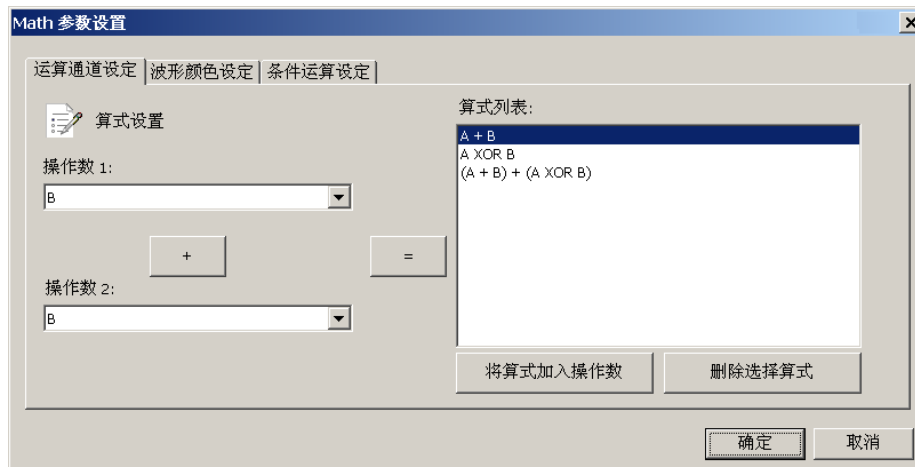 Math 参数设置
运算通道设定 波形颜色设定 条件运算设定
算式设置
操作数 1:
B
+
=
操作数 2:
B
算式列表:
A + B
A XOR B
(A + B) + (A XOR B)
将算式加入操作数 删除选择算式
确定 取消